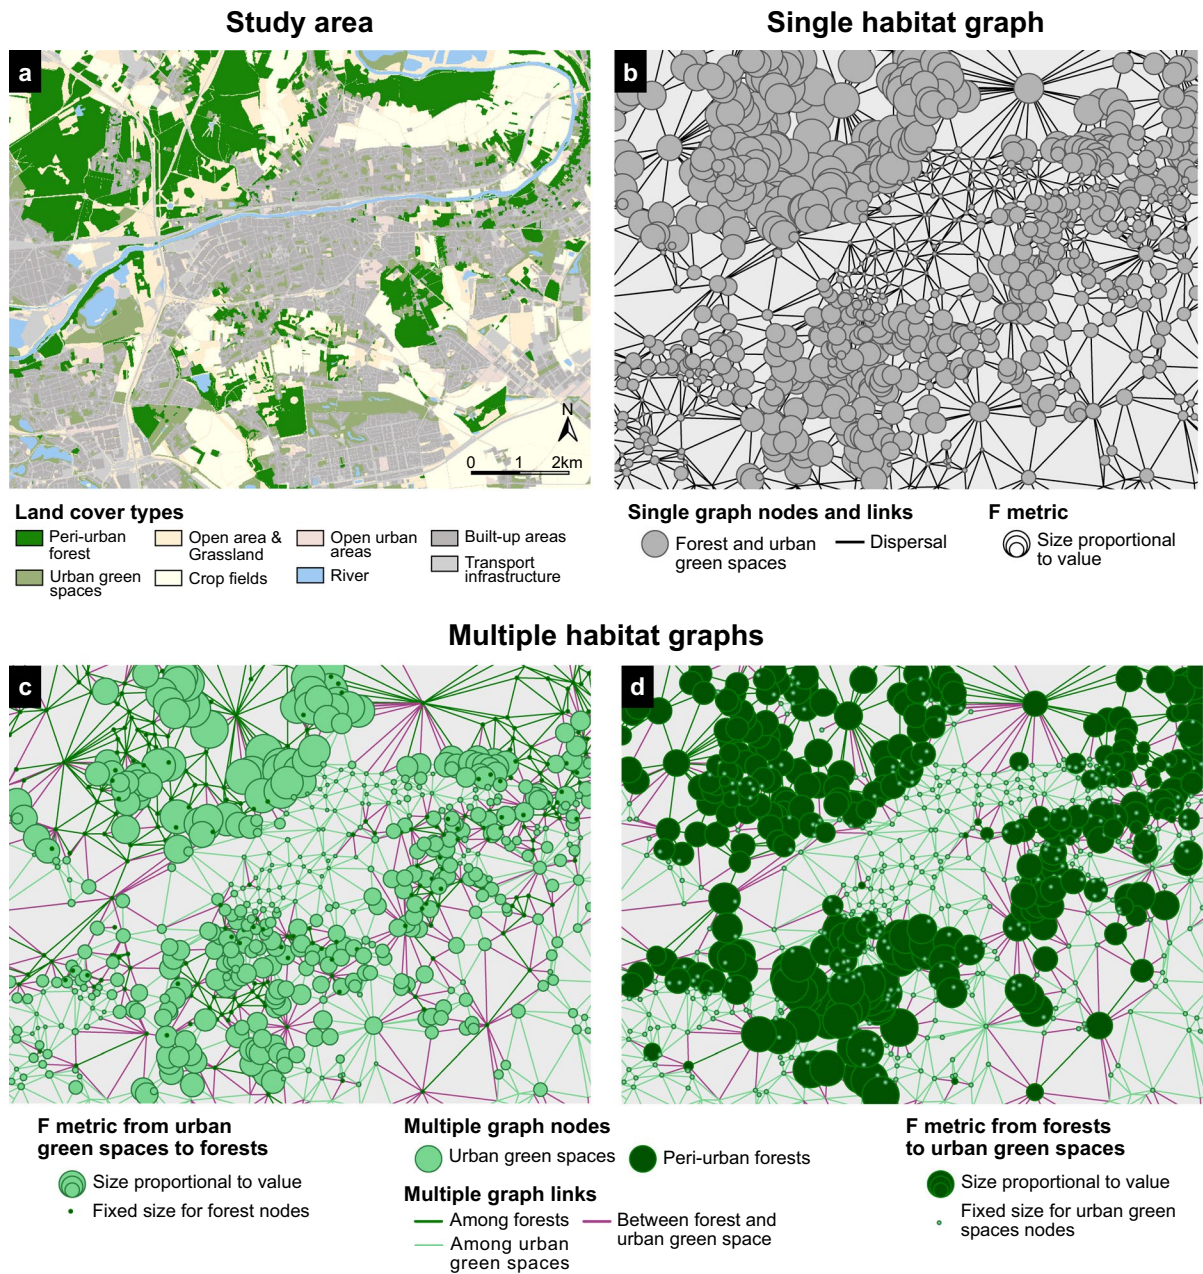 Study area
Single habitat graph
a
b
N
0 1 2km
Land cover types
Peri-urban
forest
Open area &
Grassland
Open urban
areas
Built-up areas
Urban green
spaces
Crop fields
River
Transport
infrastructure
Single graph nodes and links
Forest and urban
green spaces
Dispersal
F metric
Size proportional
to value
Multiple habitat graphs
c
d
F metric from urban
green spaces to forests
Size proportional to value
Fixed size for forest nodes
Multiple graph nodes
Urban green spaces
Peri-urban forests
Multiple graph links
Among forests
Among urban
green spaces
Between forest and
urban green space
F metric from forests
to urban green spaces
Size proportional to value
Fixed size for urban green
spaces nodes